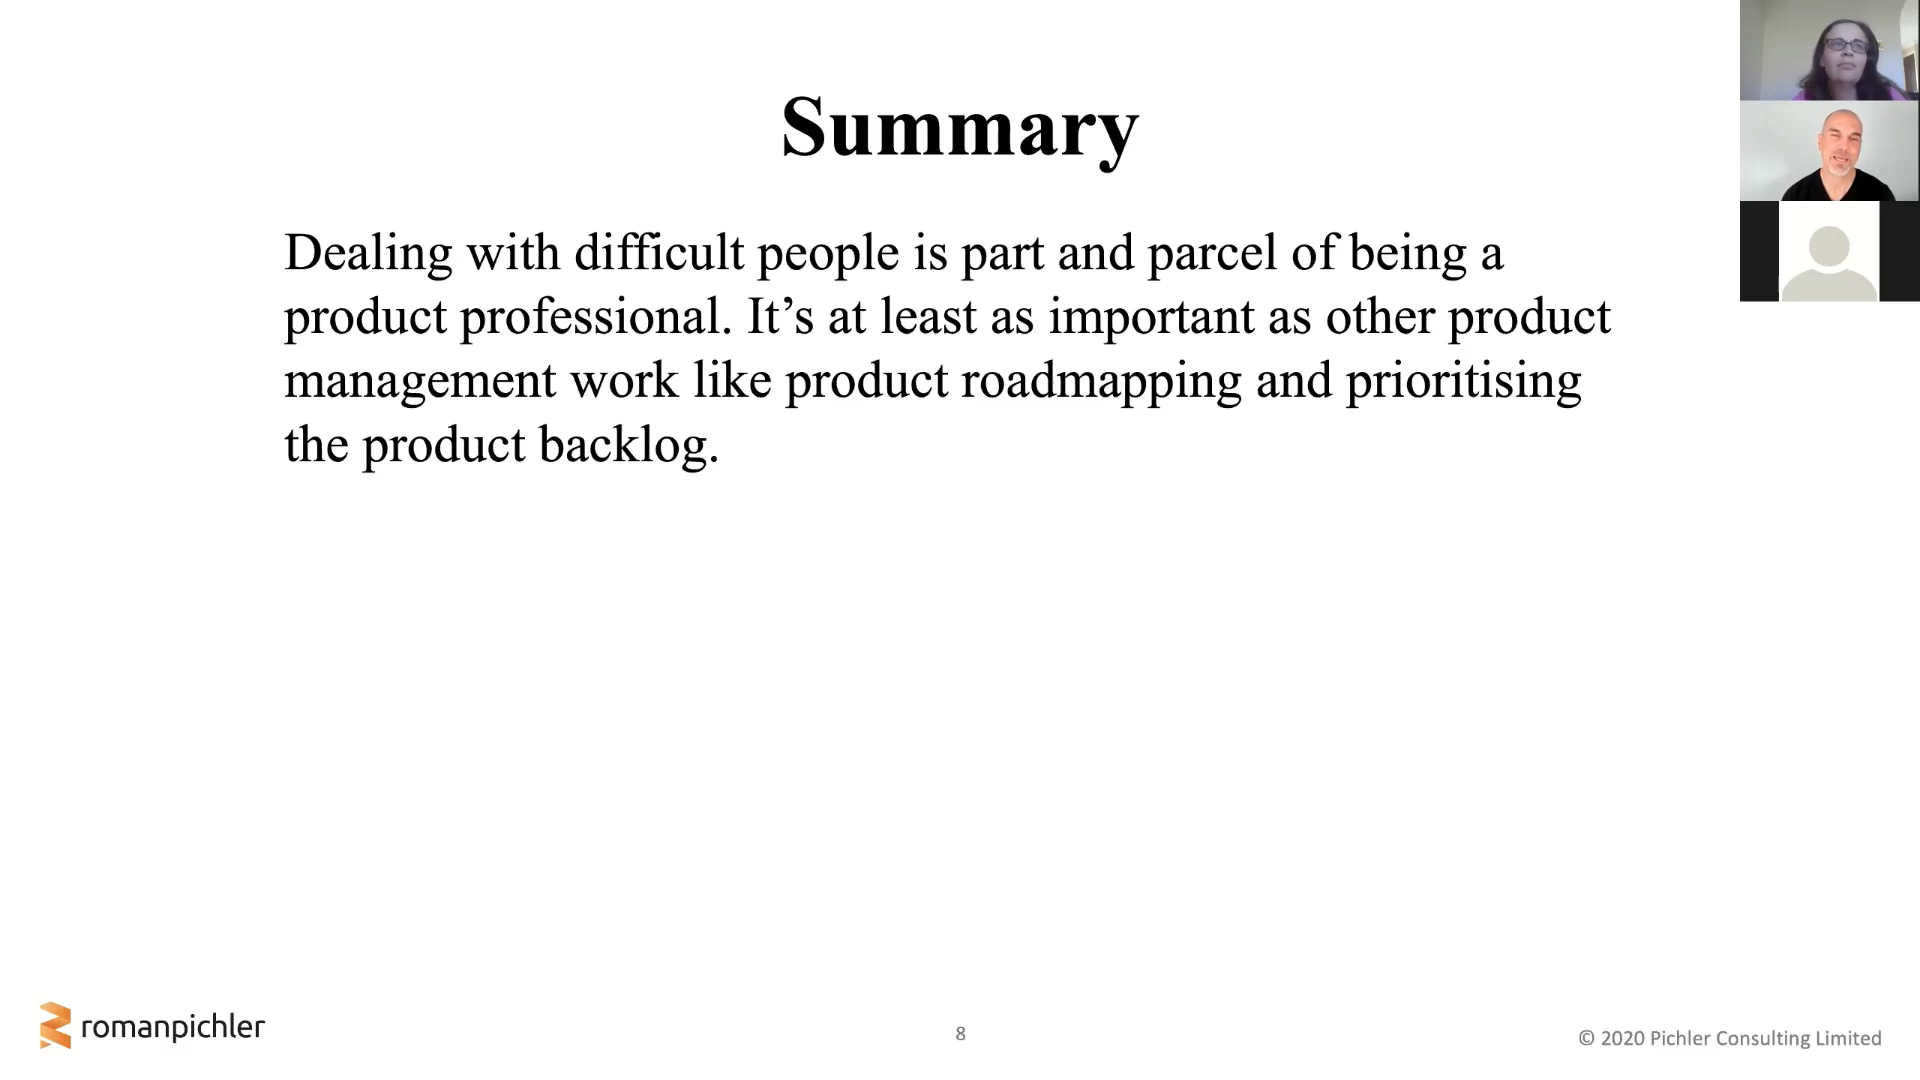 Summary
Dealing with difficult people is part and parcel of being a
product professional. It’s at least as important as other product
management work like product roadmapping and prioritising
the product backlog.
romanpichler
8
© 2020 Pichler Consulting Limited